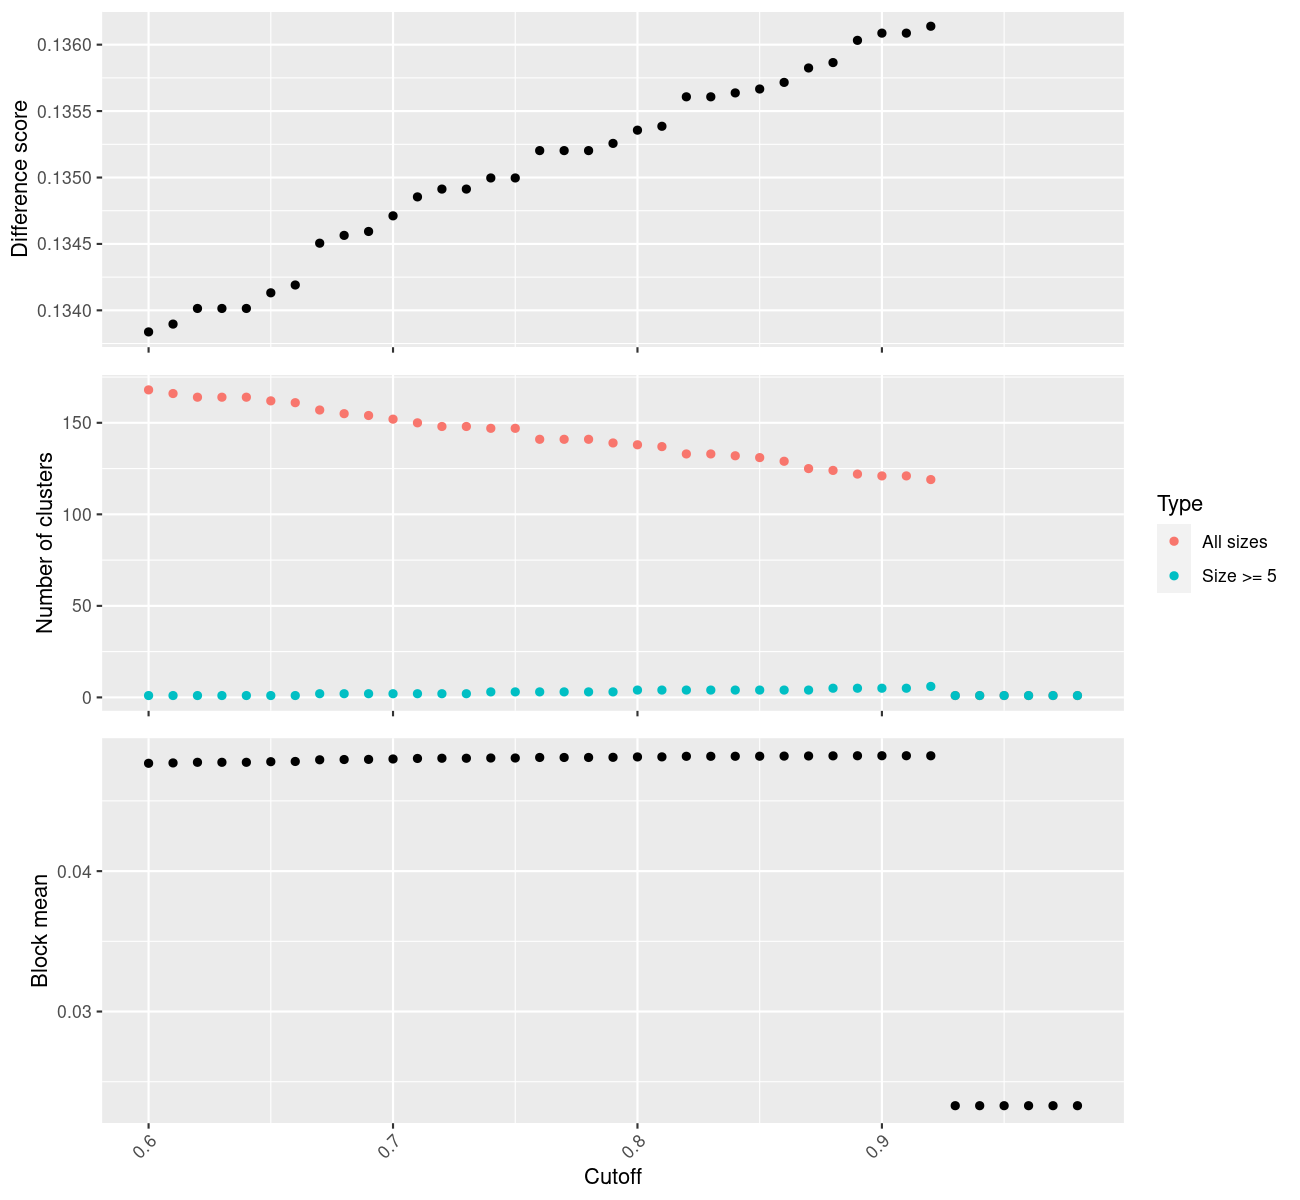 Difference score
0.1360
0.1355
0.1350
0.1345
0.1340
Number of clusters
150
100
50
0
Type
All sizes
Size >= 5
Block mean
0.04
0.03
0.6
0.7
0.8
0.9
Cutoff